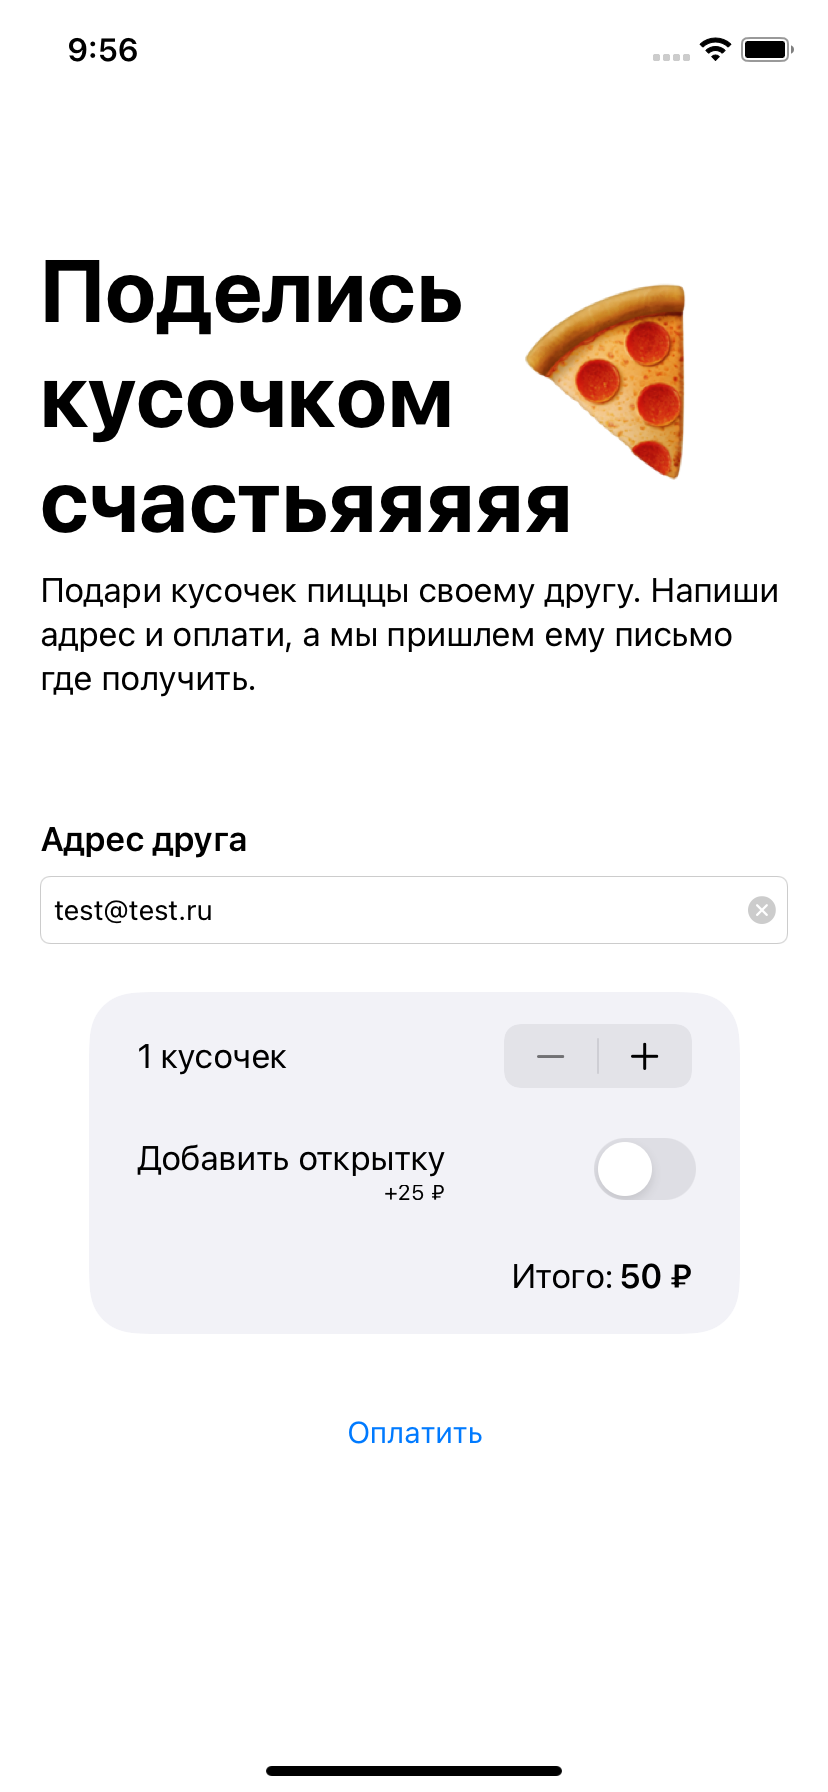 9:56
Поделись
кусочком
счастьяяяяя
Подари кусочек пиццы своему другу. Напиши
адрес и оплати, а мы пришлем ему письмо
где получить.
Адрес друга
test@test.ru
1 кусочек
Добавить открытку
+25 ₽
Итого: 50 ₽
Оплатить